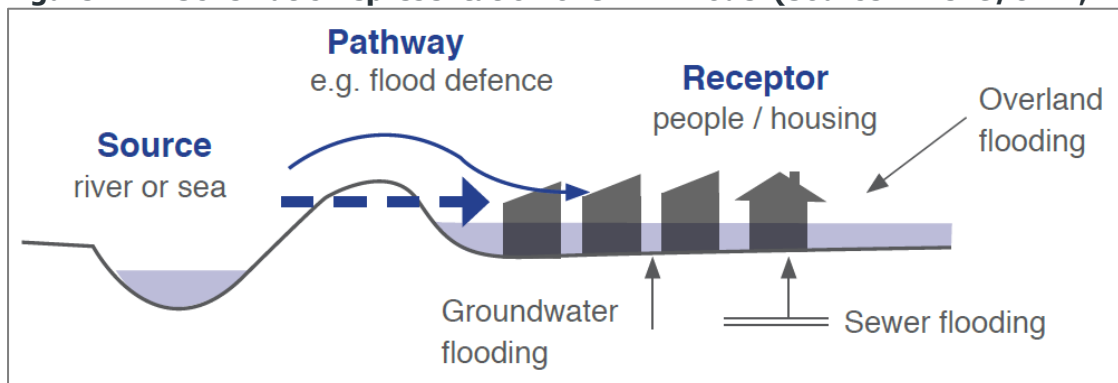 Pathway
e.g. flood defence
Receptor
people / housing
Overland
flooding
Source
river or sea
Groundwater
flooding
Sewer flooding